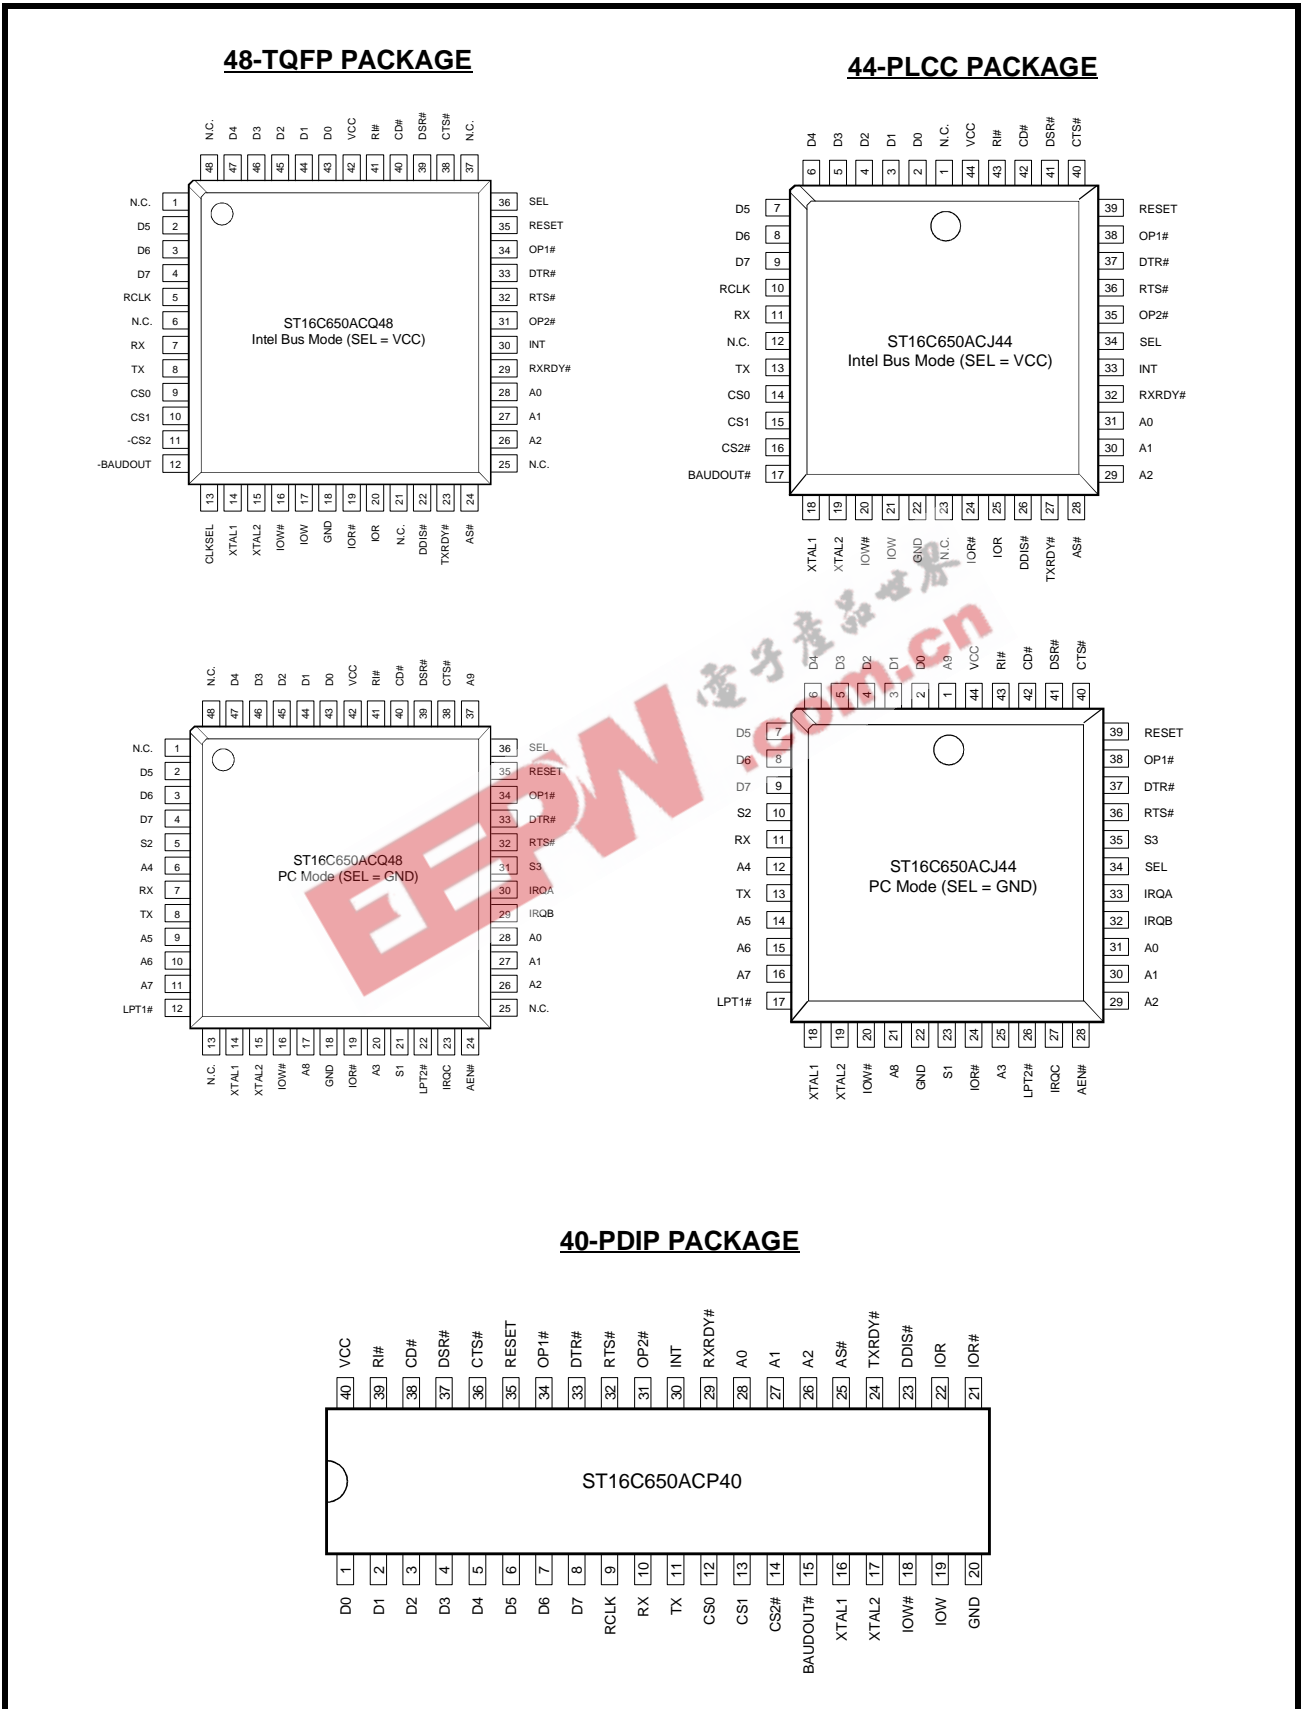 48-TQFP PACKAGE
44-PLCC PACKAGE
N.C. D4 D3 D2 D1 D0 VCC RI# CD# DSR# CTS# N.C.
48 47 46 45 44 43 42 41 40 39 38 37
N.C. 1
D5 2
D6 3
D7 4
RCLK 5
N.C. 6
RX 7
TX 8
CS0 9
CS1 10
-CS2 11
-BAUDOUT 12
ST16C650ACQ48
Intel Bus Mode (SEL = VCC)
36 SEL
35 RESET
34 OP1#
33 DTR#
32 RTS#
31 OP2#
30 INT
29 RXRDY#
28 A0
27 A1
26 A2
25 N.C.
13 14 15 16 17 18 19 20 21 22 23 24
CLKSEL XTAL1 XTAL2 IOW# IOW GND IOR# IOR N.C. DDIS# TXRDY# AS#
D4 D3 D2 D1 D0 N.C. VCC RI# CD# DSR# CTS#
6 5 4 3 2 1 44 43 42 41 40
D5 7
D6 8
D7 9
RCLK 10
RX 11
N.C. 12
TX 13
CS0 14
CS1 15
CS2# 16
BAUDOUT# 17
ST16C650ACJ44
Intel Bus Mode (SEL = VCC)
39 RESET
38 OP1#
37 DTR#
36 RTS#
35 OP2#
34 SEL
33 INT
32 RXRDY#
31 A0
30 A1
29 A2
18 19 20 21 22 23 24 25 26 27 28
XTAL1 XTAL2 IOW# IOW GND N.C. IOR# IOR DDIS# TXRDY# AS#
N.C. D4 D3 D2 D1 D0 VCC RI# CD# DSR# CTS# A9
48 47 46 45 44 43 42 41 40 39 38 37
N.C. 1
D5 2
D6 3
D7 4
S2 5
A4 6
RX 7
TX 8
A5 9
A6 10
A7 11
LPT1# 12
ST16C650ACQ48
PC Mode (SEL = GND)
36 SEL
35 RESET
34 OP1#
33 DTR#
32 RTS#
31 S3
30 IRQA
29 IRQB
28 A0
27 A1
26 A2
25 N.C.
13 14 15 16 17 18 19 20 21 22 23 24
N.C. XTAL1 XTAL2 IOW# A8 GND IOR# A3 S1 LPT2# IRQC AEN#
D4 D3 D2 D1 D0 A9 VCC RI# CD# DSR# CTS#
6 5 4 3 2 1 44 43 42 41 40
D5 7
D6 8
D7 9
S2 10
RX 11
A4 12
TX 13
A5 14
A6 15
A7 16
LPT1# 17
ST16C650ACJ44
PC Mode (SEL = GND)
39 RESET
38 OP1#
37 DTR#
36 RTS#
35 S3
34 SEL
33 IRQA
32 IRQB
31 A0
30 A1
29 A2
18 19 20 21 22 23 24 25 26 27 28
XTAL1 XTAL2 IOW# A8 GND S1 IOR# A3 LPT2# IRQC AEN#
EEPW
電子產品世界
.com.cn
40-PDIP PACKAGE
VCC RI# CD# DSR# CTS# RESET OP1# DTR# RTS# OP2# INT RXRDY# A0 A1 A2 AS# TXRDY# DDIS# IOR IOR#
40 39 38 37 36 35 34 33 32 31 30 29 28 27 26 25 24 23 22 21
ST16C650ACP40
1 2 3 4 5 6 7 8 9 10 11 12 13 14 15 16 17 18 19 20
D0 D1 D2 D3 D4 D5 D6 D7 RCLK RX TX CS0 CS1 CS2# BAUDOUT# XTAL1 XTAL2 IOW# IOW GND